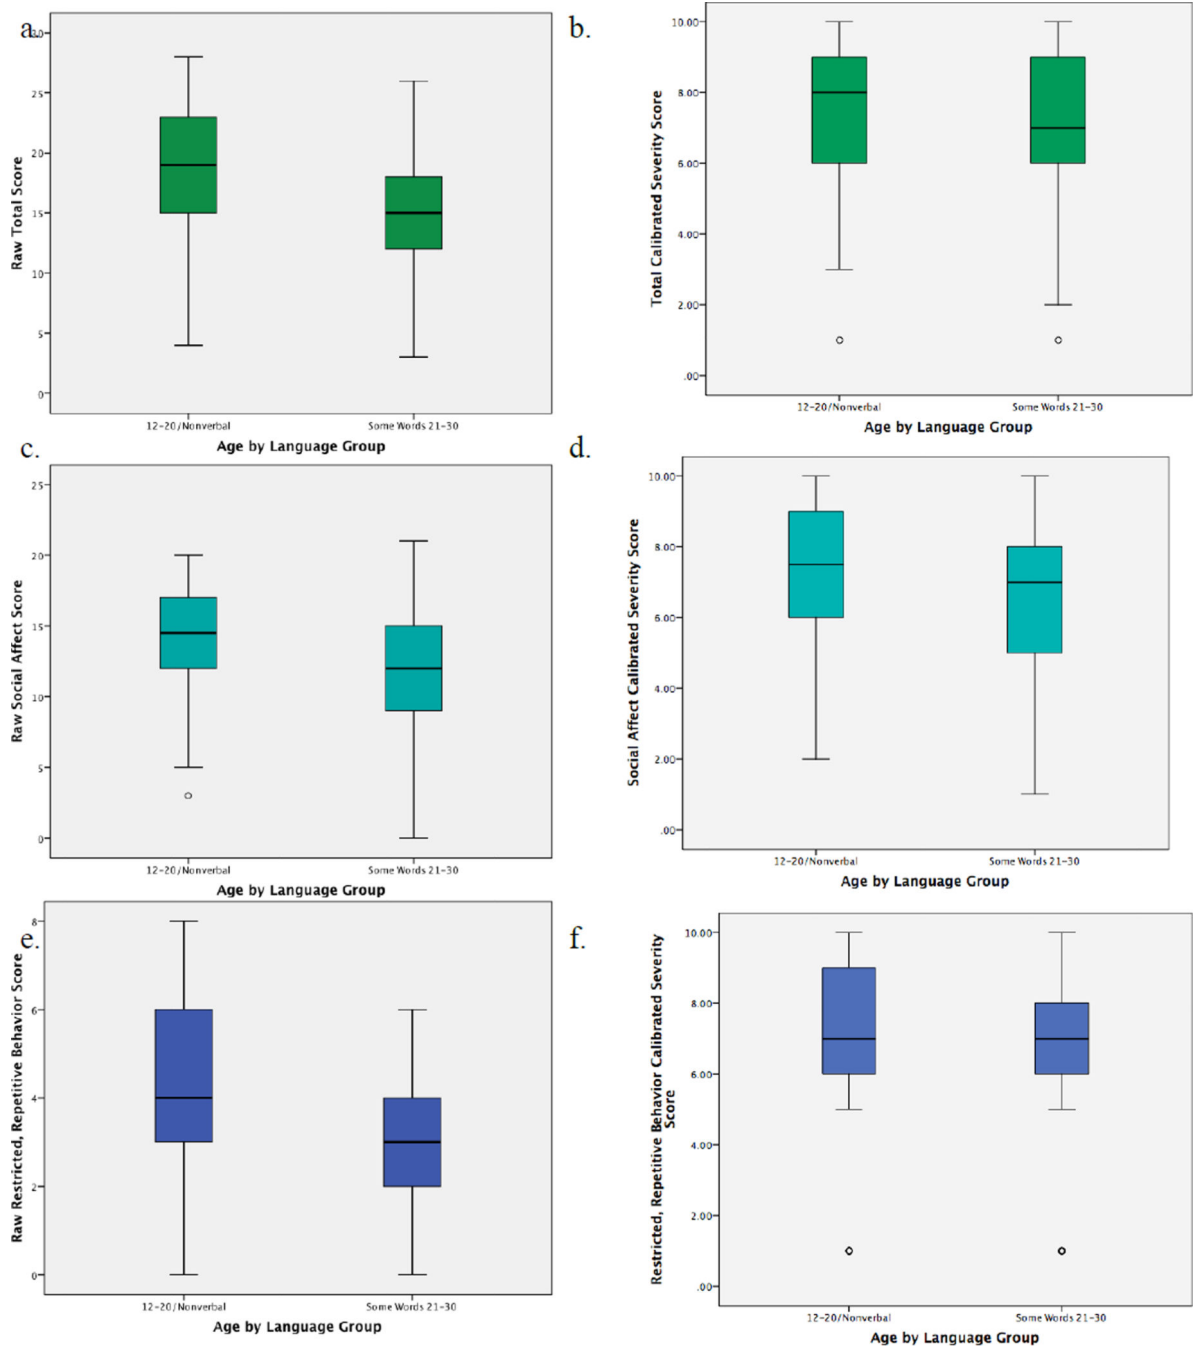 a.
30
25
20
15
10
5
0
Raw Total Score
12-20/Nonverbal
Some Words 21-30
Age by Language Group
b.
10.00
8.00
6.00
4.00
2.00
.00
Total Calibrated Severity Score
12-20/Nonverbal
Some Words 21-30
Age by Language Group
c.
25
20
15
10
5
0
Raw Social Affect Score
12-20/Nonverbal
Some Words 21-30
Age by Language Group
d.
10.00
8.00
6.00
4.00
2.00
.00
Social Affect Calibrated Severity Score
12-20/Nonverbal
Some Words 21-30
Age by Language Group
e.
8
6
4
2
0
Raw Restricted, Repetitive Behavior Score
12-20/Nonverbal
Some Words 21-30
Age by Language Group
f.
10.00
8.00
6.00
4.00
2.00
.00
Restricted, Repetitive Behavior Calibrated Severity
Score
12-20/Nonverbal
Some Words 21-30
Age by Language Group